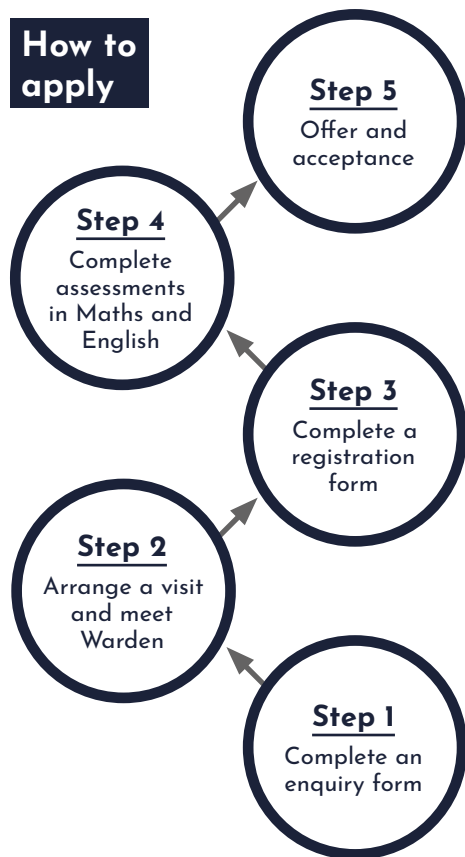 How to
apply
Step 5
Offer and
acceptance
Step 4
Complete
assessments
in Maths and
English
Step 3
Complete a
registration
form
Step 2
Arrange a visit
and meet
Warden
Step 1
Complete an
enquiry form